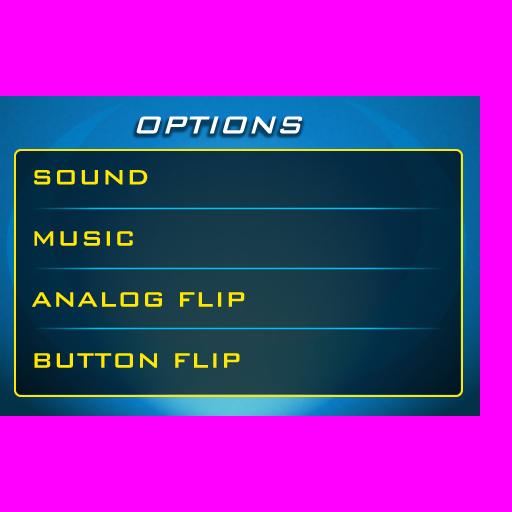 OPTIONS
SOUND
MUSIC
ANALOG FLIP
BUTTON FLIP